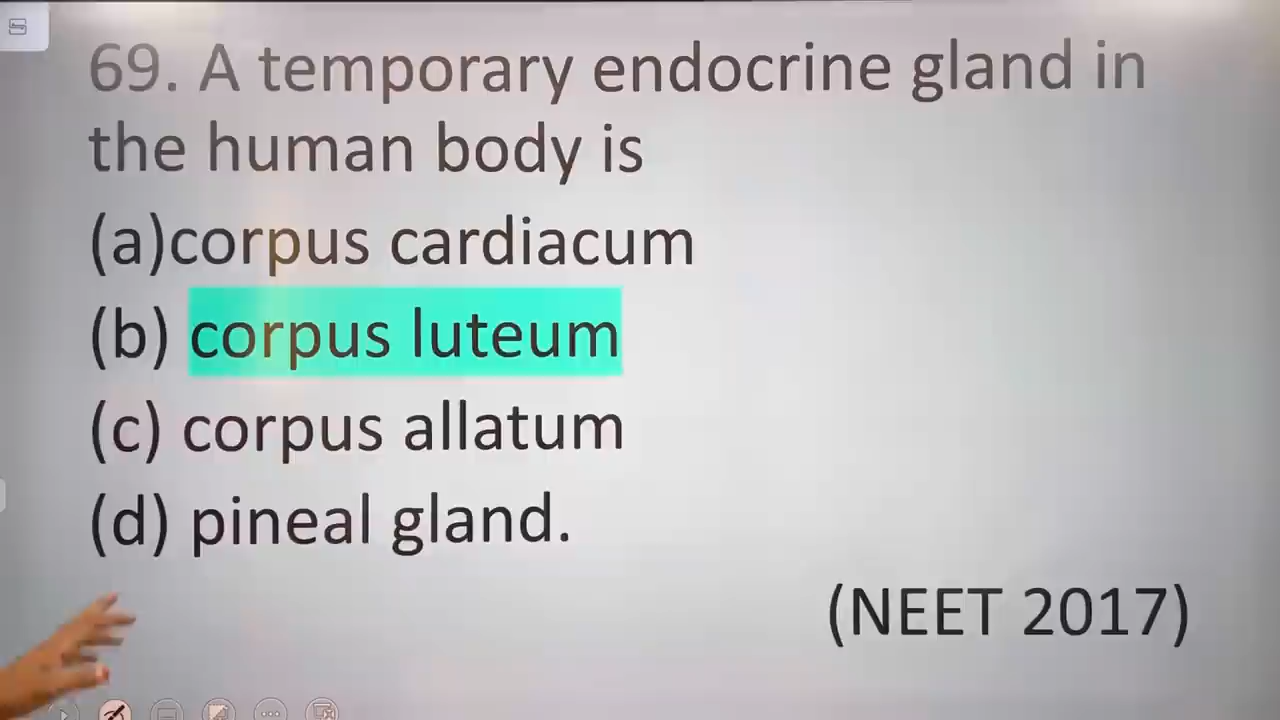 69. A temporary endocrine gland in
the human body is
(a)corpus cardiacum
(b) corpus luteum
(c) corpus allatum
(d) pineal gland.
(NEET 2017)